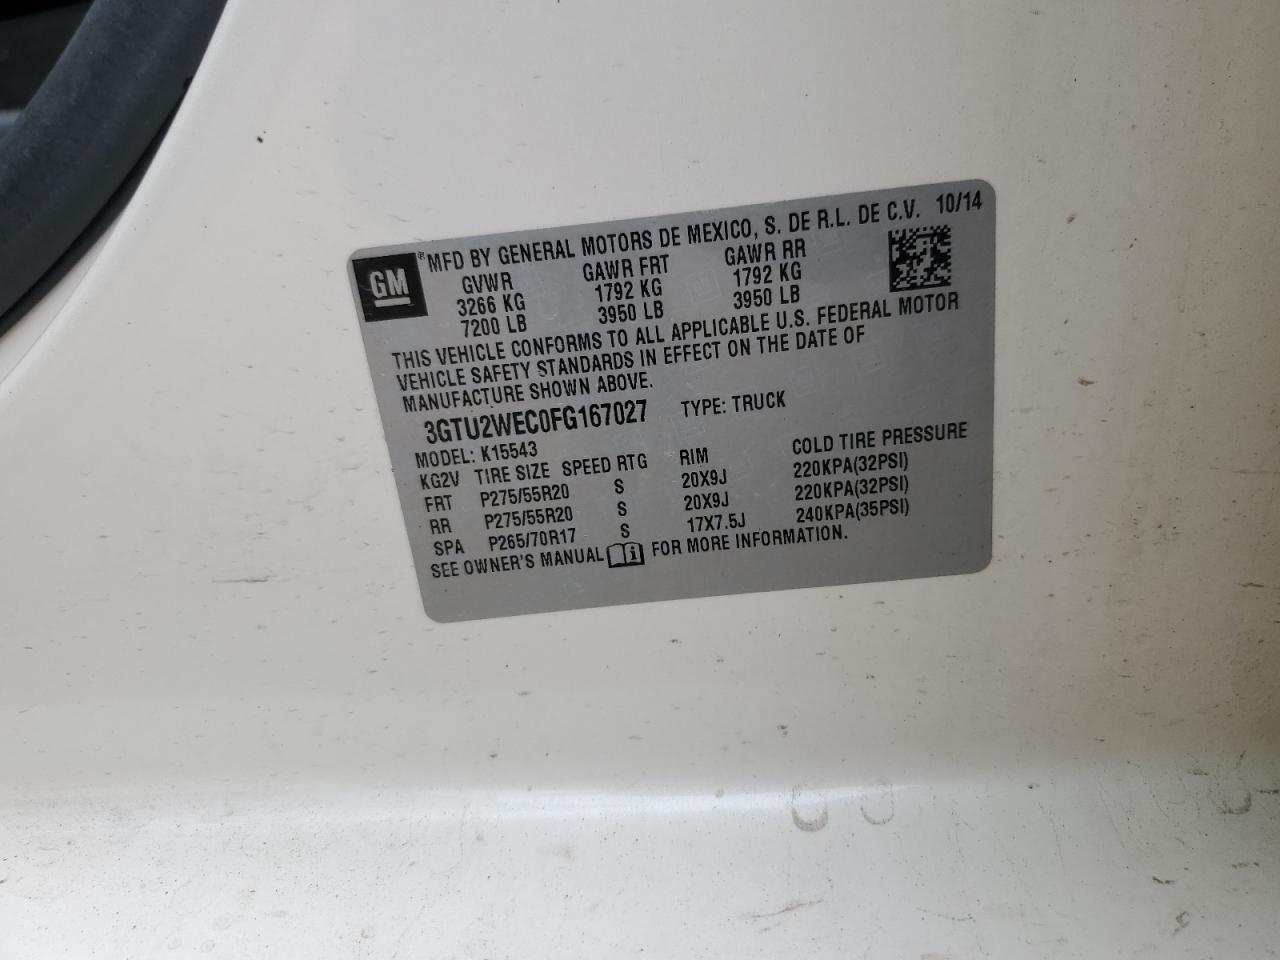 GM
® MFD BY GENERAL MOTORS DE MEXICO, S. DE R.L. DE C.V. 10/14
GVWR GAWR FRT GAWR RR
3266 KG 1792 KG 1792 KG
7200 LB 3950 LB 3950 LB
THIS VEHICLE CONFORMS TO ALL APPLICABLE U.S. FEDERAL MOTOR
VEHICLE SAFETY STANDARDS IN EFFECT ON THE DATE OF
MANUFACTURE SHOWN ABOVE.
3GTU2WEC0FG167027 TYPE: TRUCK
MODEL: K15543
KG2V TIRE SIZE SPEED RTG RIM COLD TIRE PRESSURE
FRT P275/55R20 S 20X9J 220KPA(32PSI)
RR P275/55R20 S 20X9J 220KPA(32PSI)
SPA P265/70R17 S 17X7.5J 240KPA(35PSI)
SEE OWNER'S MANUAL i FOR MORE INFORMATION.